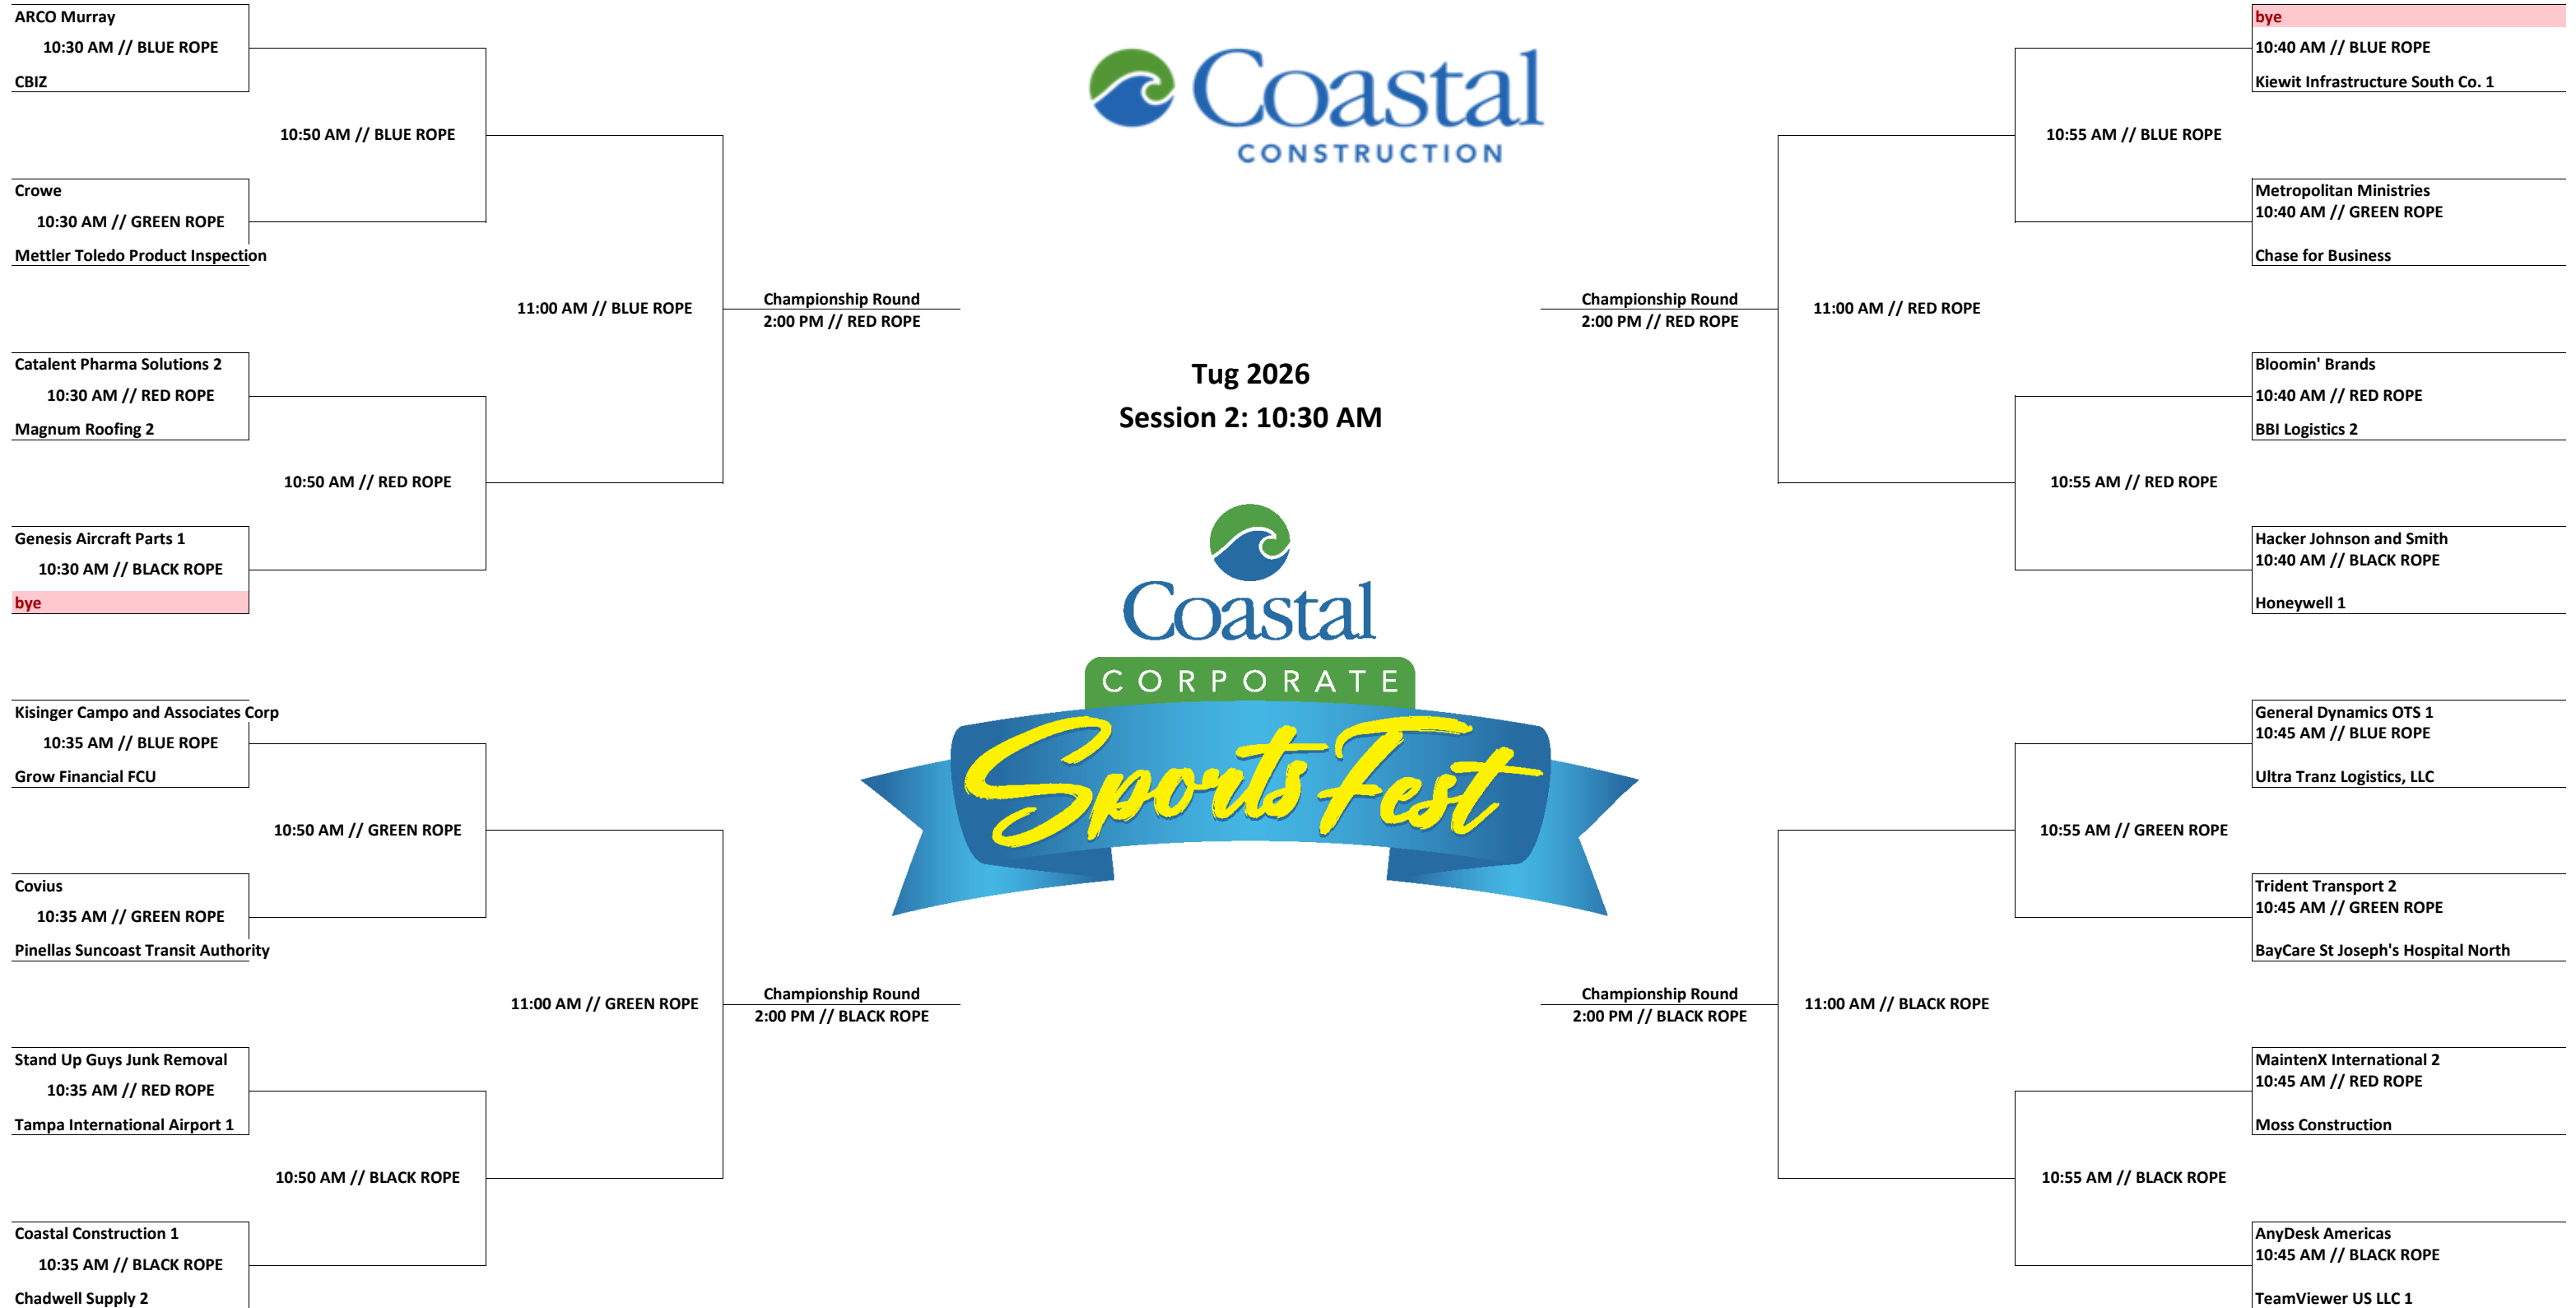 ARCO Murray
10:30 AM // BLUE ROPE
CBIZ
10:50 AM // BLUE ROPE
Crowe
10:30 AM // GREEN ROPE
Mettler Toledo Product Inspection
11:00 AM // BLUE ROPE
Championship Round
2:00 PM // RED ROPE
Catalent Pharma Solutions 2
10:30 AM // RED ROPE
Magnum Roofing 2
10:50 AM // RED ROPE
Genesis Aircraft Parts 1
10:30 AM // BLACK ROPE
bye
Kisinger Campo and Associates Corp
10:35 AM // BLUE ROPE
Grow Financial FCU
10:50 AM // GREEN ROPE
Covius
10:35 AM // GREEN ROPE
Pinellas Suncoast Transit Authority
11:00 AM // GREEN ROPE
Championship Round
2:00 PM // BLACK ROPE
Stand Up Guys Junk Removal
10:35 AM // RED ROPE
Tampa International Airport 1
10:50 AM // BLACK ROPE
Coastal Construction 1
10:35 AM // BLACK ROPE
Chadwell Supply 2
Coastal
CONSTRUCTION
Tug 2026
Session 2: 10:30 AM
Coastal
CORPORATE
Sports Fest
bye
10:40 AM // BLUE ROPE
Kiewit Infrastructure South Co. 1
10:55 AM // BLUE ROPE
Metropolitan Ministries
10:40 AM // GREEN ROPE
Chase for Business
Championship Round
2:00 PM // RED ROPE
11:00 AM // RED ROPE
Bloomin' Brands
10:40 AM // RED ROPE
BBI Logistics 2
10:55 AM // RED ROPE
Hacker Johnson and Smith
10:40 AM // BLACK ROPE
Honeywell 1
General Dynamics OTS 1
10:45 AM // BLUE ROPE
Ultra Tranz Logistics, LLC
10:55 AM // GREEN ROPE
Trident Transport 2
10:45 AM // GREEN ROPE
BayCare St Joseph's Hospital North
Championship Round
2:00 PM // BLACK ROPE
11:00 AM // BLACK ROPE
MaintenX International 2
10:45 AM // RED ROPE
Moss Construction
10:55 AM // BLACK ROPE
AnyDesk Americas
10:45 AM // BLACK ROPE
TeamViewer US LLC 1